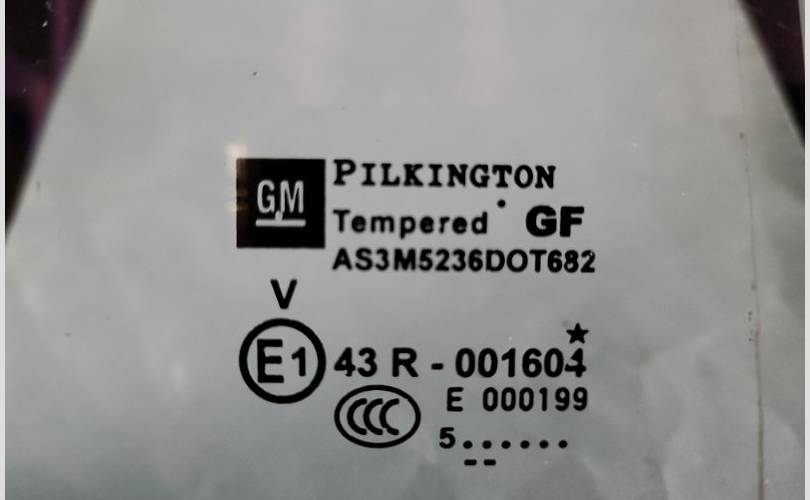 GM PILKINGTON
Tempered GF
AS3M5236DOT682
V
E1 43 R - 001604
CCC E 000199
5......
--